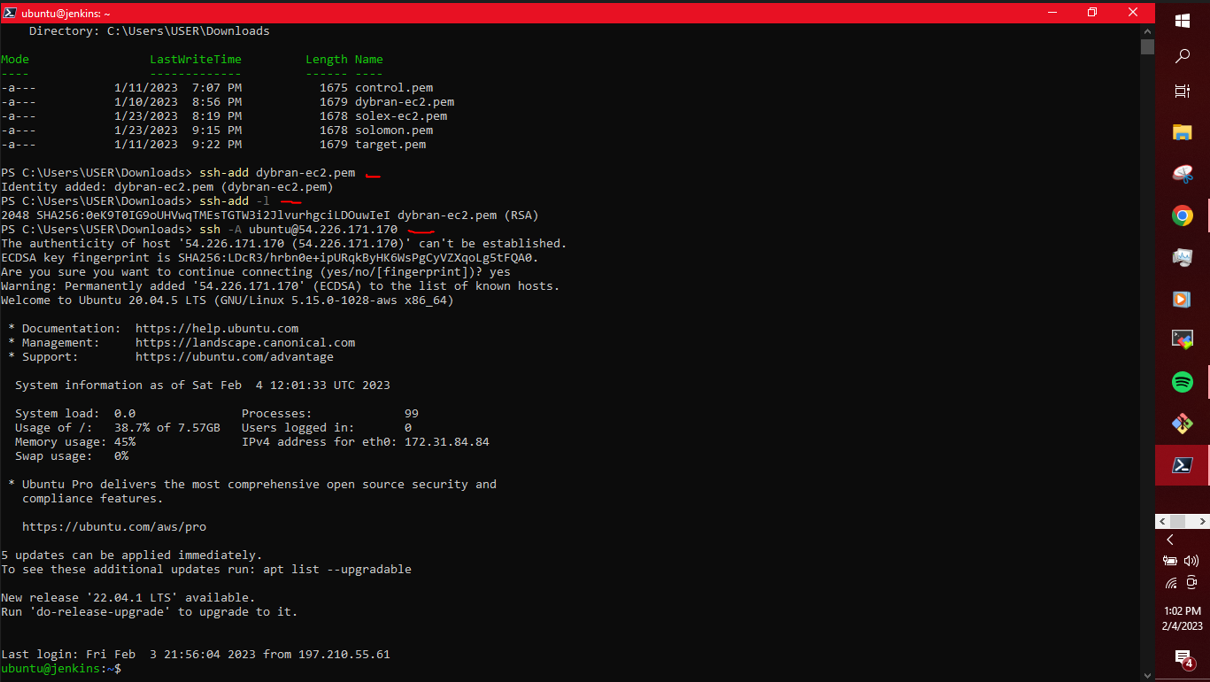 ubuntu@jenkins: ~
Directory: C:\Users\USER\Downloads
Mode LastWriteTime Length Name
---- ------------- ------ ----
-a--- 1/11/2023 7:07 PM 1675 control.pem
-a--- 1/10/2023 8:56 PM 1679 dybran-ec2.pem
-a--- 1/23/2023 8:19 PM 1678 solex-ec2.pem
-a--- 1/23/2023 9:15 PM 1678 solomon.pem
-a--- 1/11/2023 9:22 PM 1679 target.pem
PS C:\Users\USER\Downloads> ssh-add dybran-ec2.pem
Identity added: dybran-ec2.pem (dybran-ec2.pem)
PS C:\Users\USER\Downloads> ssh-add -l
2048 SHA256:0eK9T0IG9oUHVwqTMEsTGTW3i2JlvurhgciLDOuwIeI dybran-ec2.pem (RSA)
PS C:\Users\USER\Downloads> ssh -A ubuntu@54.226.171.170
The authenticity of host '54.226.171.170 (54.226.171.170)' can't be established.
ECDSA key fingerprint is SHA256:LDcR3/hrbn0e+ipURqkByHK6WsPgCyVZXqoLg5tFQA0.
Are you sure you want to continue connecting (yes/no/[fingerprint])? yes
Warning: Permanently added '54.226.171.170' (ECDSA) to the list of known hosts.
Welcome to Ubuntu 20.04.5 LTS (GNU/Linux 5.15.0-1028-aws x86_64)
* Documentation: https://help.ubuntu.com
* Management: https://landscape.canonical.com
* Support: https://ubuntu.com/advantage
System information as of Sat Feb 4 12:01:33 UTC 2023
System load: 0.0 Processes: 99
Usage of /: 38.7% of 7.57GB Users logged in: 0
Memory usage: 45% IPv4 address for eth0: 172.31.84.84
Swap usage: 0%
* Ubuntu Pro delivers the most comprehensive open source security and
compliance features.
https://ubuntu.com/aws/pro
5 updates can be applied immediately.
To see these additional updates run: apt list --upgradable
New release '22.04.1 LTS' available.
Run 'do-release-upgrade' to upgrade to it.
Last login: Fri Feb 3 21:56:04 2023 from 197.210.55.61
ubuntu@jenkins:~$
1:02 PM
2/4/2023
4